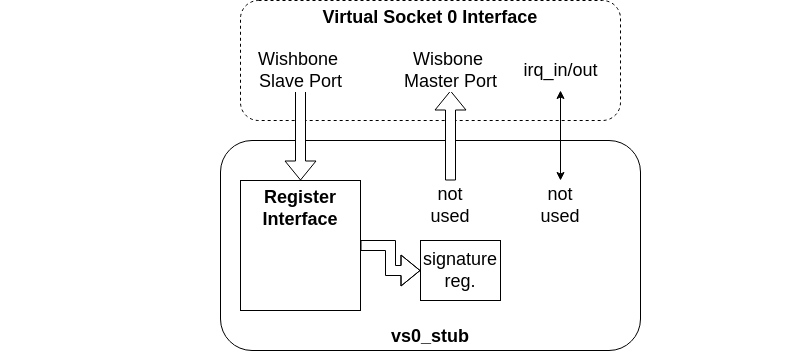 Virtual Socket 0 Interface
Wishbone
Slave Port
Wisbone
Master Port
irq_in/out
Register
Interface
not
used
not
used
signature
reg.
vs0_stub